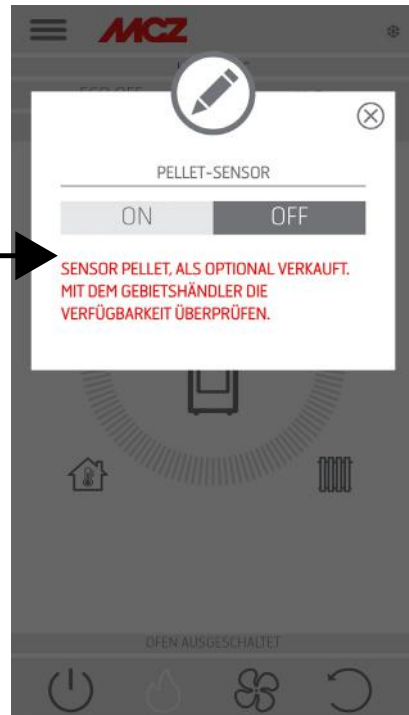 MCZ
PELLET-SENSOR
ON OFF
SENSOR PELLET, ALS OPTIONAL VERKAUFT.
MIT DEM GEBIETSHÄNDLER DIE
VERFÜGBARKEIT ÜBERPRÜFEN.
OFEN AUSGESCHALTET